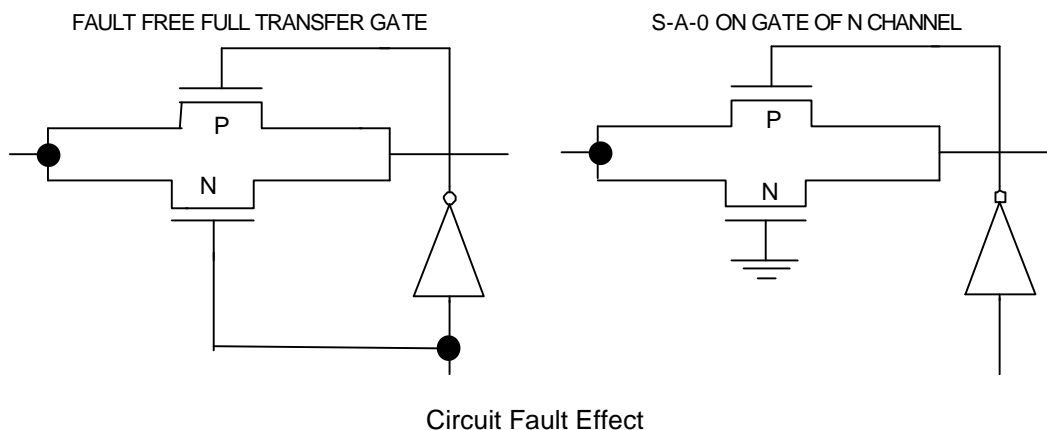 FAULT FREE FULL TRANSFER GATE
S-A-0 ON GATE OF N CHANNEL
P
N
P
N
Circuit Fault Effect